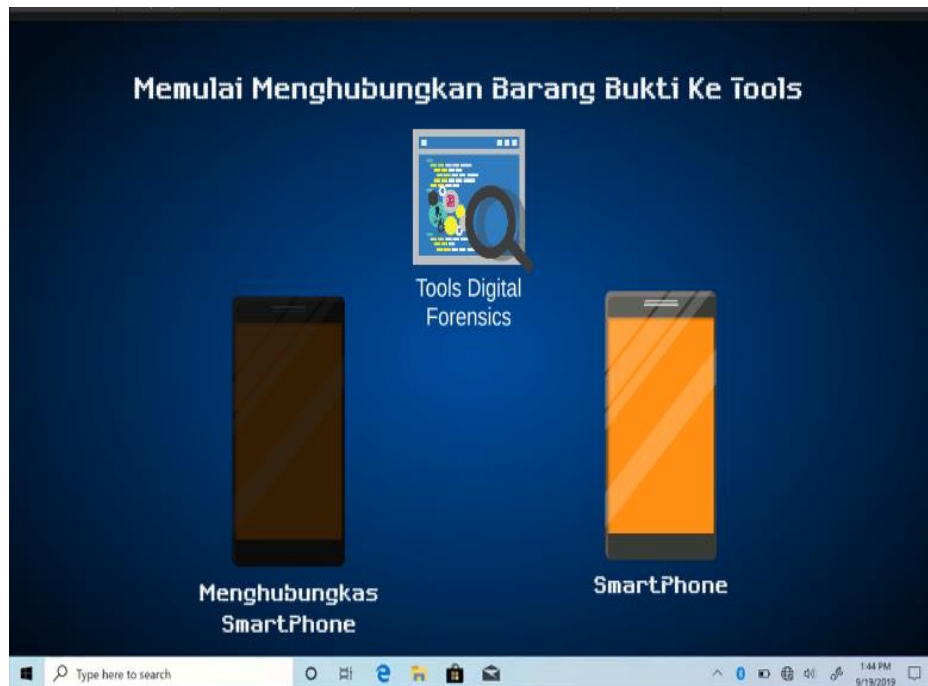 Memulai Menghubungkan Barang Bukti Ke Tools
Tools Digital
Forensics
Menghubungkas
SmartPhone
SmartPhone
Type here to search
1:44 PM
9/19/2019